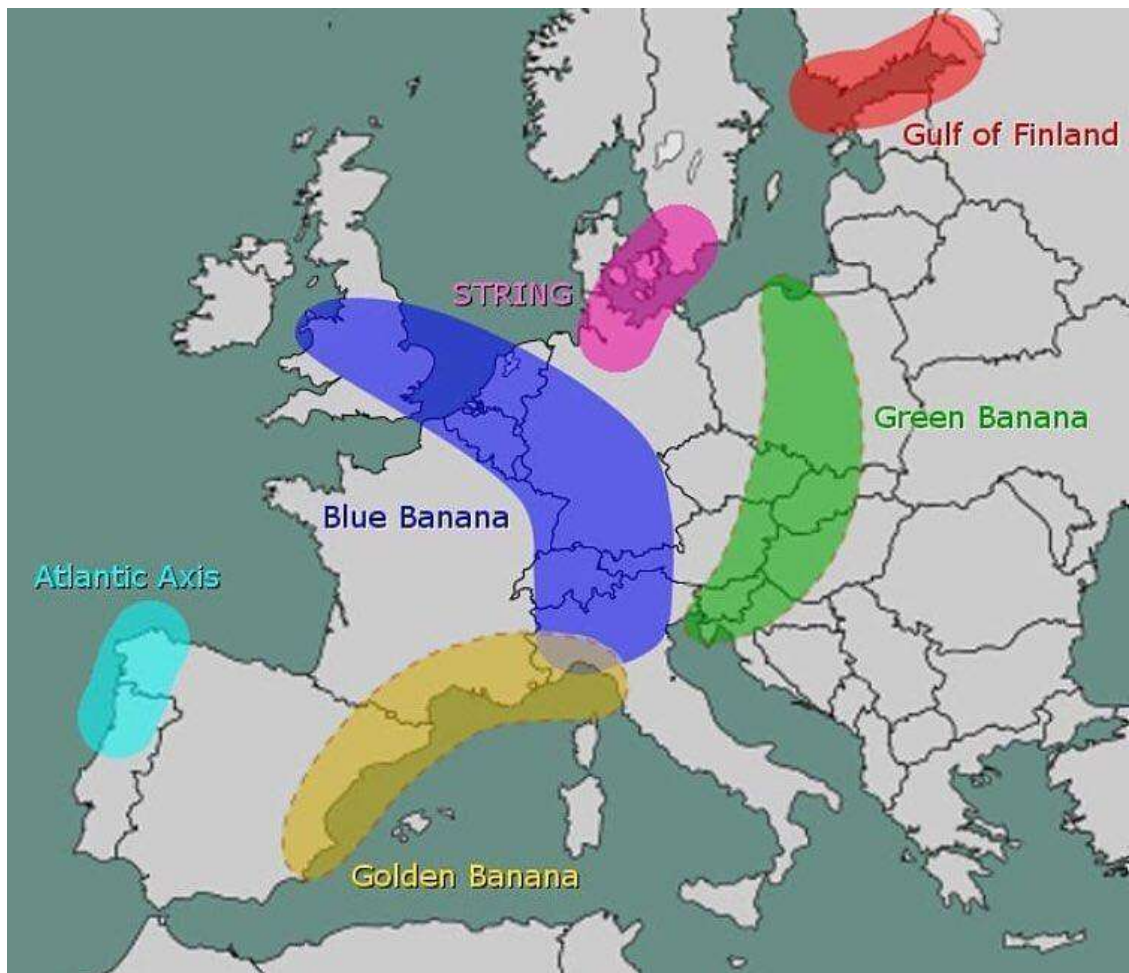 Gulf of Finland
STRING
Green Banana
Blue Banana
Atlantic Axis
Golden Banana